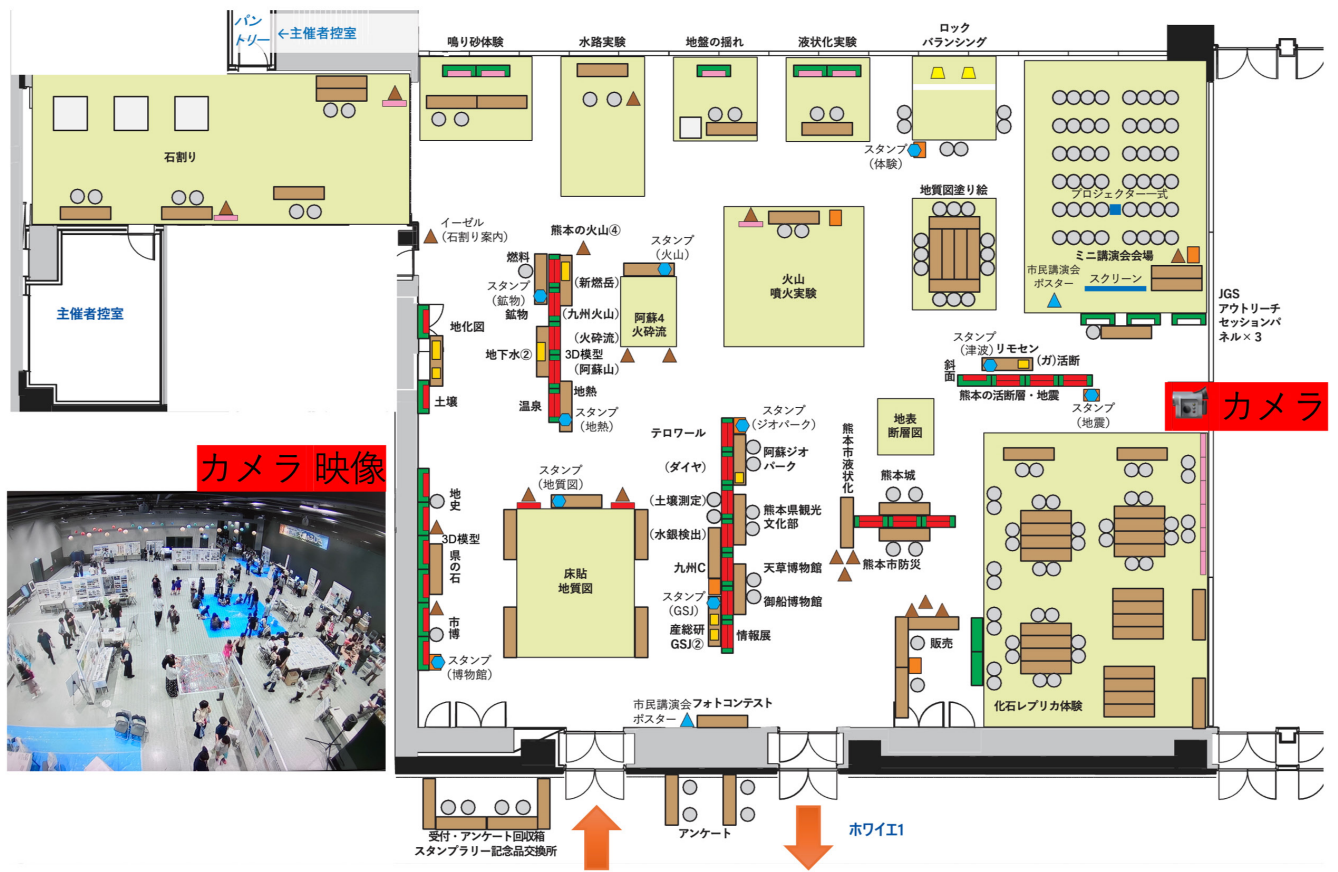 パン
トリー
←主催者控室
鳴り砂体験
水路実験
地盤の揺れ
液状化実験
ロック
バランシング
石割り
スタンプ
(体験)
プロジェクター一式
地質図塗り絵
イーゼル
(石割り案内)
熊本の火山④
スタンプ
(火山)
燃料
(新燃岳)
スタンプ
(鉱物)
鉱物
火山
噴火実験
ミニ講演会会場
市民講演会
ポスター
スクリーン
JGS
アウトリーチ
セッションパ
ネル×3
主催者控室
地化図
(九州火山)
阿蘇4
火砕流
(火砕流)
地下水②
3D模型
(阿蘇山)
スタンプ
(津波)
リモセン
(ガ)活断
斜面
熊本の活断層・地震
土壌
温泉
地熱
スタンプ
(地熱)
スタンプ
(地震)
カメラ
カメラ 映像
テロワール
スタンプ
(ジオパーク)
地表
断層図
(ダイヤ)
阿蘇ジオ
パーク
熊本市液状化
熊本城
スタンプ
(地質図)
地史
(土壌測定)
熊本県観光
文化部
3D模型
(水銀検出)
県の石
床貼
地質図
九州C
天草博物館
熊本市防災
スタンプ
(GSJ)
御船博物館
市博
産総研
GSJ②
情報展
販売
スタンプ
(博物館)
市民講演会
ポスター
フォトコンテスト
化石レプリカ体験
受付・アンケート回収箱
スタンプラリー記念品交換所
アンケート
ホワイエ1